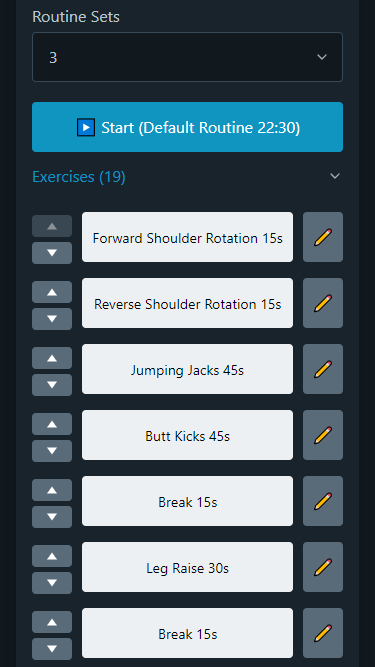 Routine Sets
3
Start (Default Routine 22:30)
Exercises (19)
Forward Shoulder Rotation 15s
Reverse Shoulder Rotation 15s
Jumping Jacks 45s
Butt Kicks 45s
Break 15s
Leg Raise 30s
Break 15s